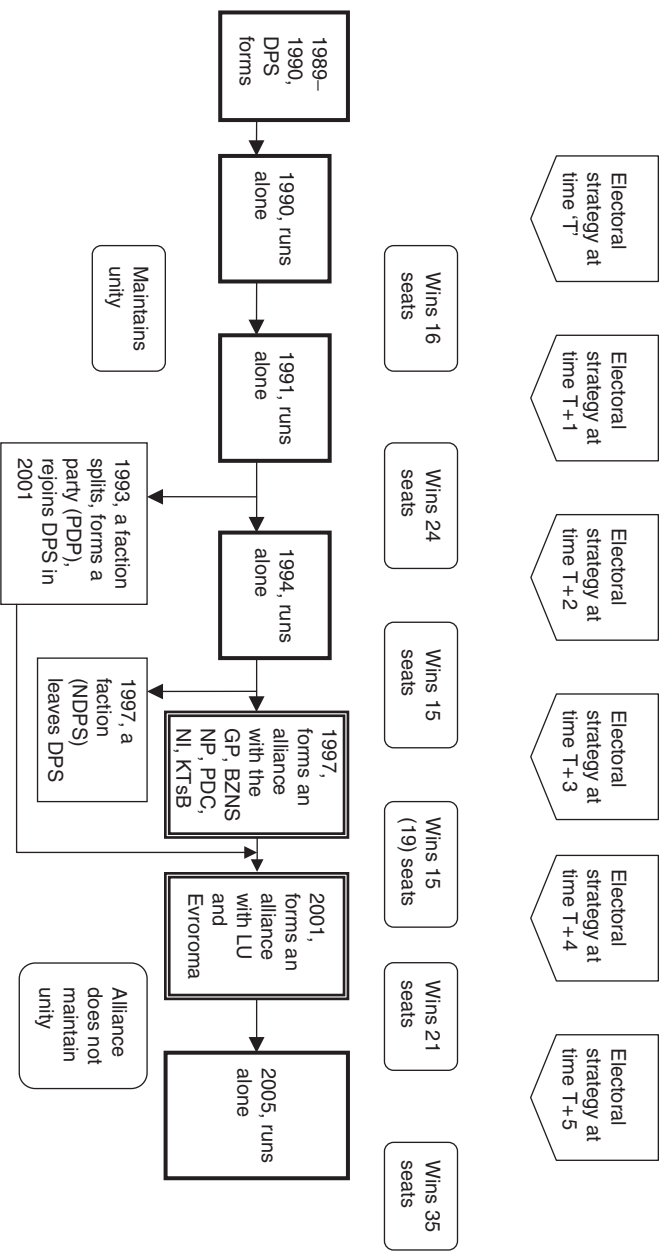 Electoral
strategy at
time ‘T’
Electoral
strategy at
time T+1
Electoral
strategy at
time T+2
Electoral
strategy at
time T+3
Electoral
strategy at
time T+4
Electoral
strategy at
time T+5
Wins 16
seats
Wins 24
seats
Wins 15
seats
Wins 15
(19) seats
Wins 21
seats
Wins 35
seats
1989–
1990,
DPS
forms
1990, runs
alone
1991, runs
alone
1994, runs
alone
1997,
forms an
alliance
with the
GP, BZNS
NP, PDC,
NI, KTsB
2001,
forms an
alliance
with LU
and
Evroroma
2005, runs
alone
Maintains
unity
1993, a faction
splits, forms a
party (PDP),
rejoins DPS in
2001
1997, a
faction
(NDPS)
leaves DPS
Alliance
does not
maintain
unity